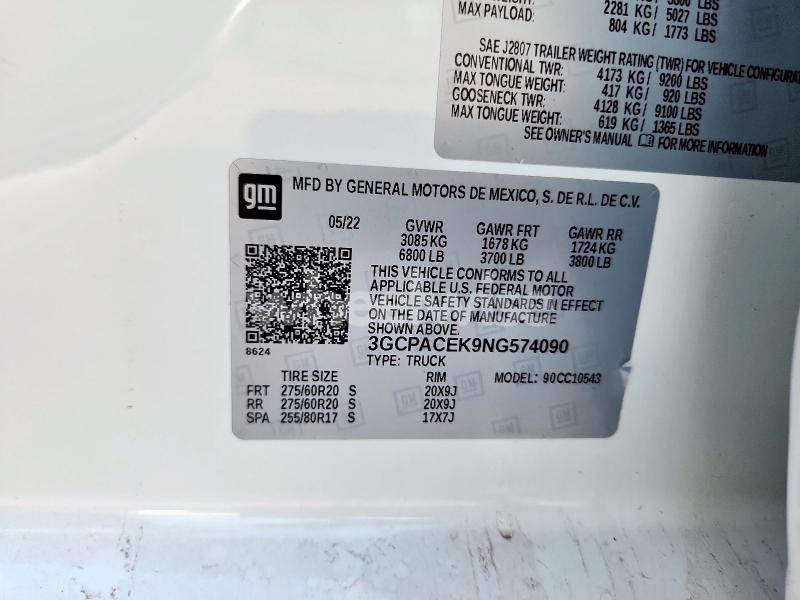 2281 KG/ 5027 LBS
MAX PAYLOAD: 804 KG/ 1773 LBS
SAE J2807 TRAILER WEIGHT RATING (TWR) FOR VEHICLE
CONVENTIONAL TWR: 4173 KG/ 9200 LBS
MAX TONGUE WEIGHT: 417 KG/ 920 LBS
GOOSENECK TWR: 4128 KG/ 9100 LBS
MAX TONGUE WEIGHT: 619 KG/ 1365 LBS
SEE OWNER'S MANUAL FOR MORE INFORMATION
gm MFD BY GENERAL MOTORS DE MEXICO, S. DE R.L. DE C.V.
05/22 GVWR GAWR FRT GAWR RR
3085 KG 1678 KG 1724 KG
6800 LB 3700 LB 3800 LB
THIS VEHICLE CONFORMS TO ALL
APPLICABLE U.S. FEDERAL MOTOR
VEHICLE SAFETY STANDARDS IN EFFECT
ON THE DATE OF MANUFACTURE
SHOWN ABOVE.
8624 3GCPACEK9NG574090
TYPE: TRUCK
TIRE SIZE RIM MODEL: 90CC10543
FRT 275/60R20 S 20X9J
RR 275/60R20 S 20X9J
SPA 255/80R17 S 17X7J